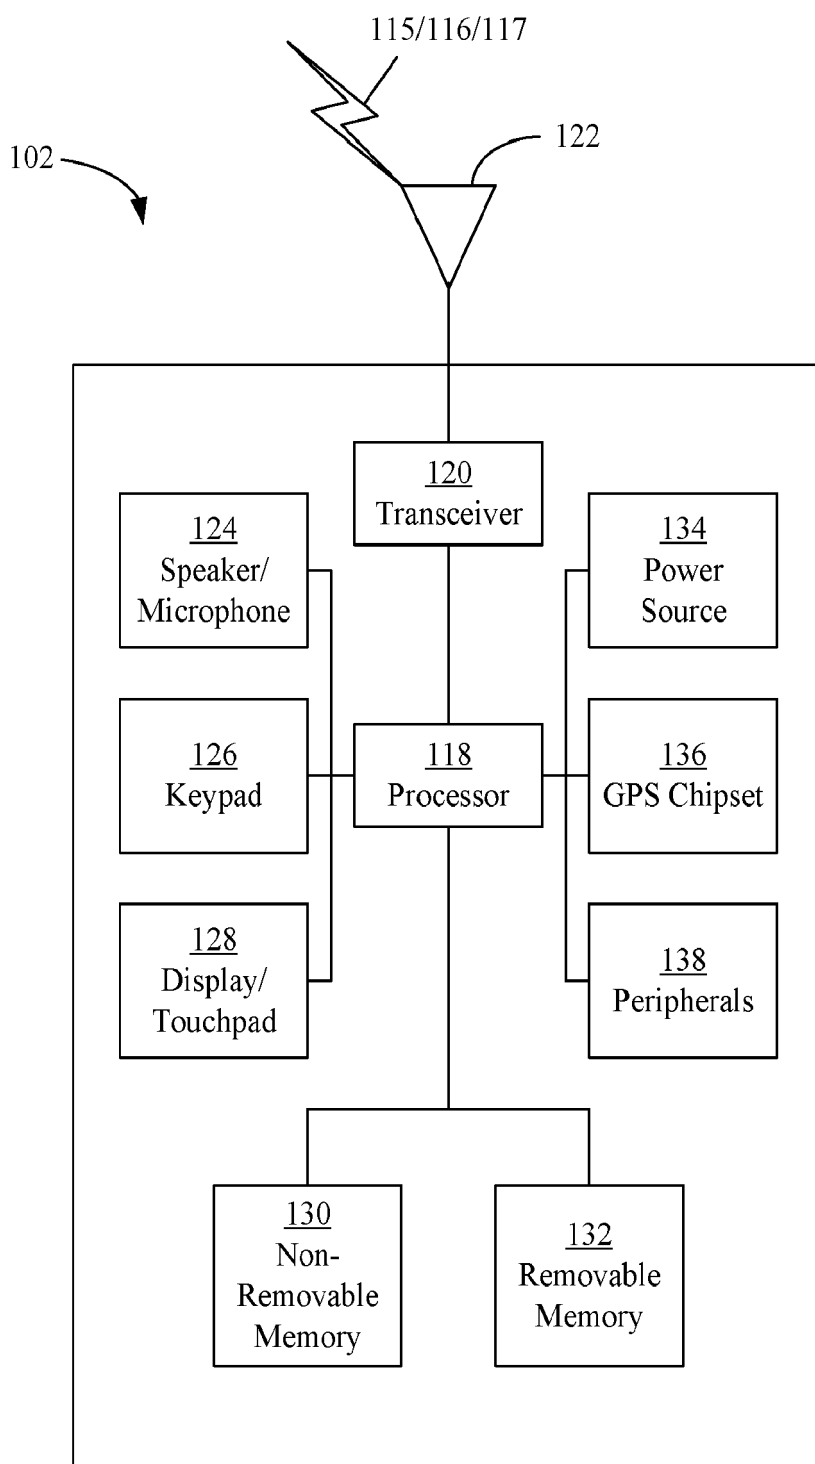 115/116/117
122
102
120
Transceiver
124
Speaker/
Microphone
134
Power
Source
126
Keypad
118
Processor
136
GPS Chipset
128
Display/
Touchpad
138
Peripherals
130
Non-
Removable
Memory
132
Removable
Memory